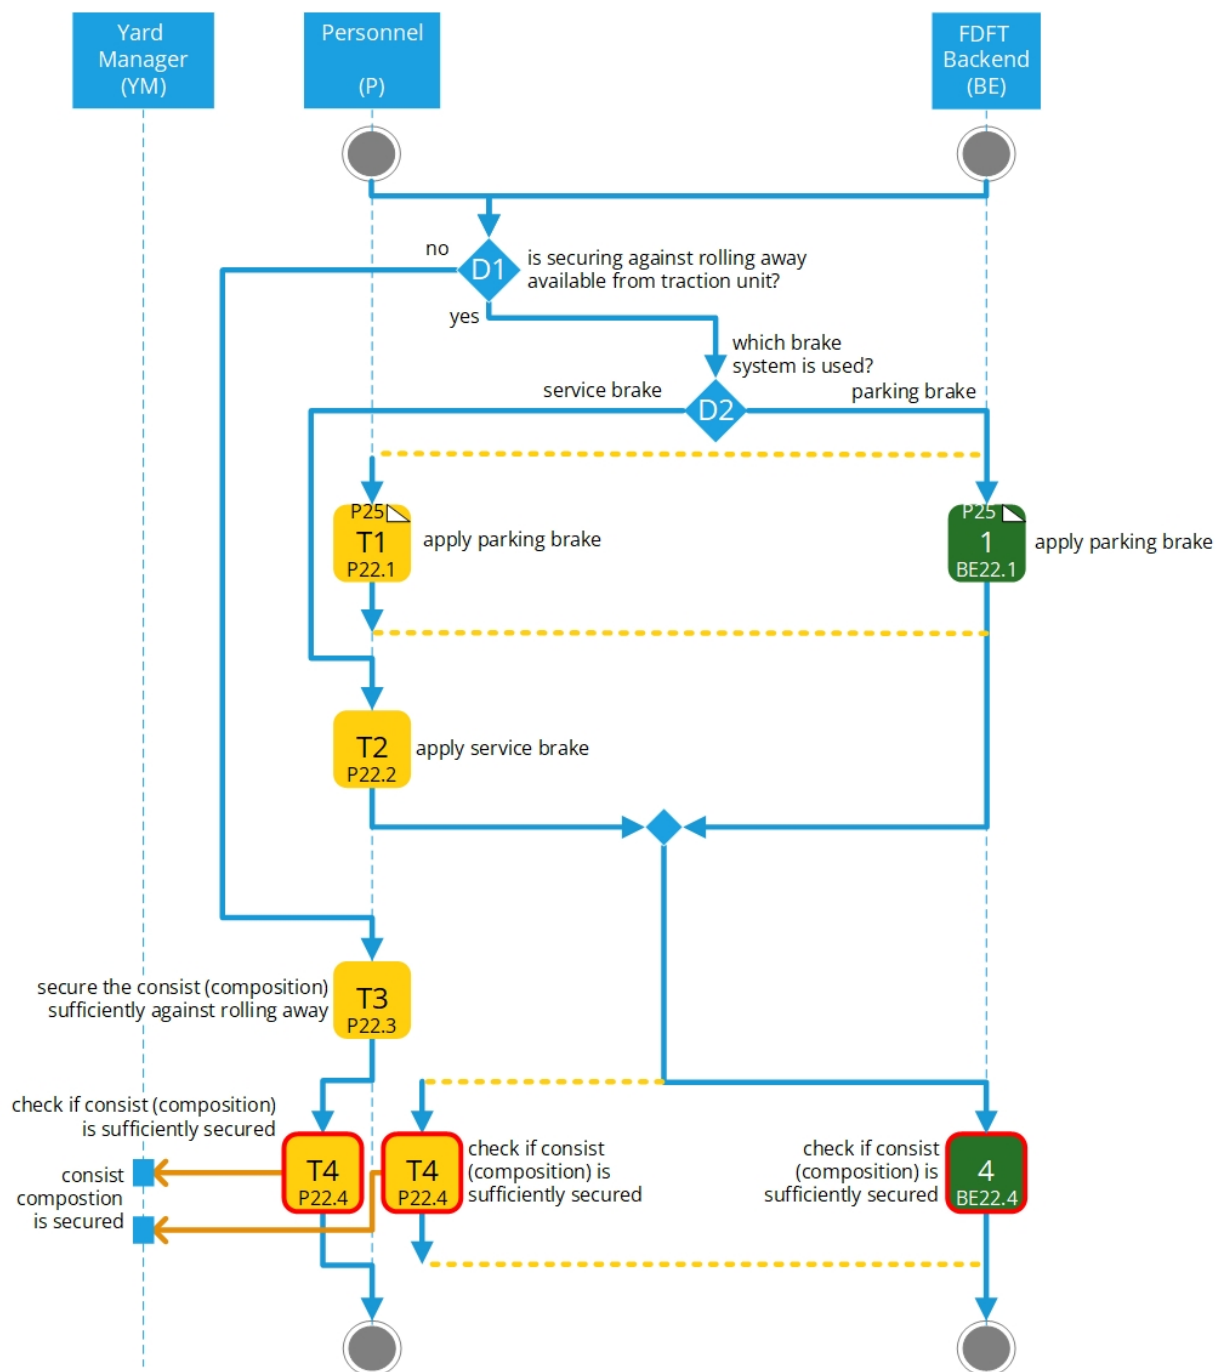 Yard
Manager
(YM)
Personnel
(P)
FDFT
Backend
(BE)
no
D1
is securing against rolling away
available from traction unit?
yes
which brake
system is used?
service brake
D2
parking brake
P25
T1
P22.1
apply parking brake
P25
1
BE22.1
apply parking brake
T2
P22.2
apply service brake
secure the consist (composition)
sufficiently against rolling away
T3
P22.3
check if consist (composition)
is sufficiently secured
T4
P22.4
T4
P22.4
check if consist
(composition) is
sufficiently secured
check if consist
(composition) is
sufficiently secured
4
BE22.4
consist
compostion
is secured